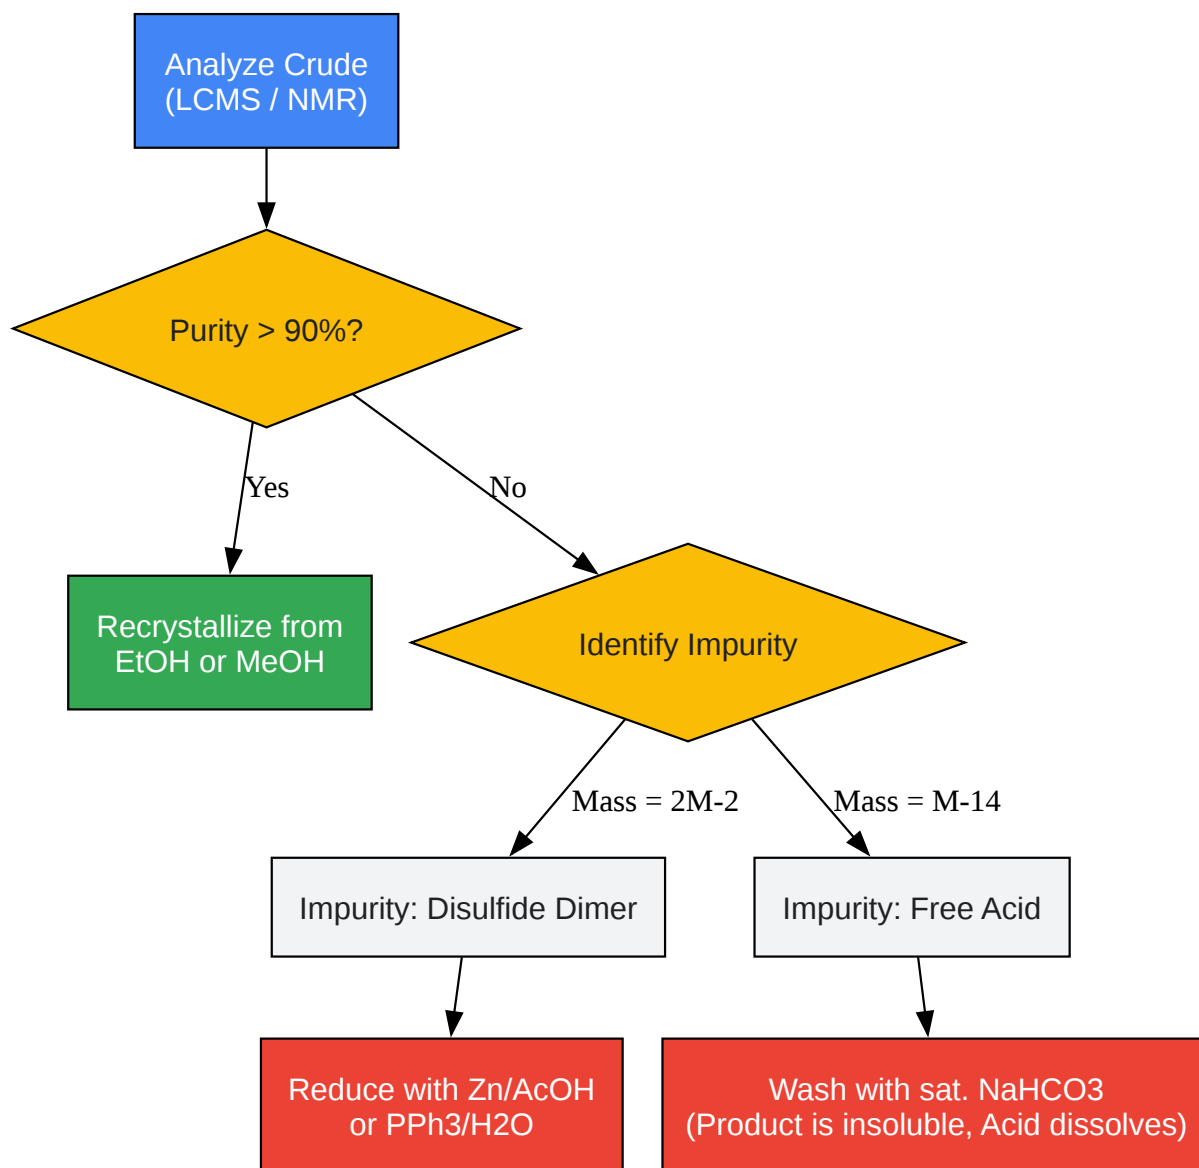 Analyze Crude
(LCMS / NMR)
Purity > 90%?
Yes
No
Recrystallize from
EtOH or MeOH
Identify Impurity
Mass = 2M-2
Mass = M-14
Impurity: Disulfide Dimer
Impurity: Free Acid
Reduce with Zn/AcOH
or PPh3/H2O
Wash with sat. NaHCO3
(Product is insoluble, Acid dissolves)